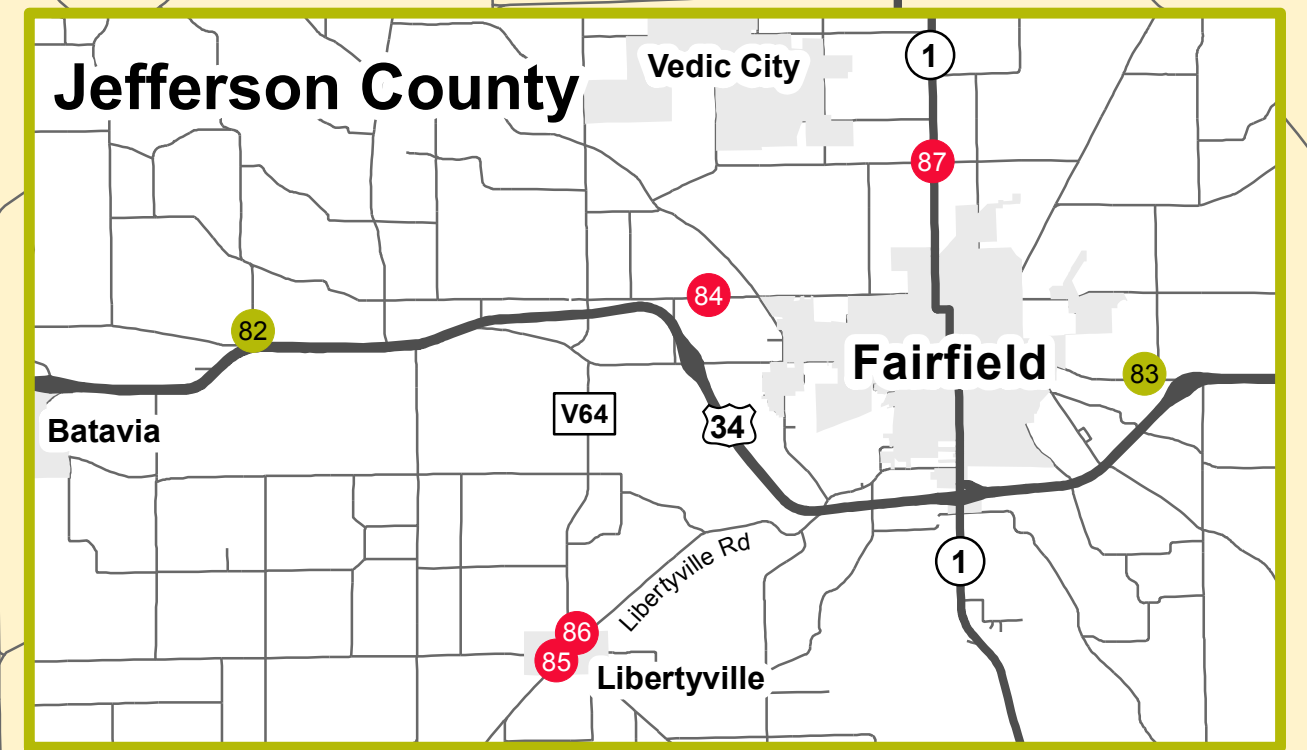 Jefferson County
Vedic City
1
87
84
82
Fairfield
83
V64
34
Batavia
Libertyville Rd
1
86
85
Libertyville